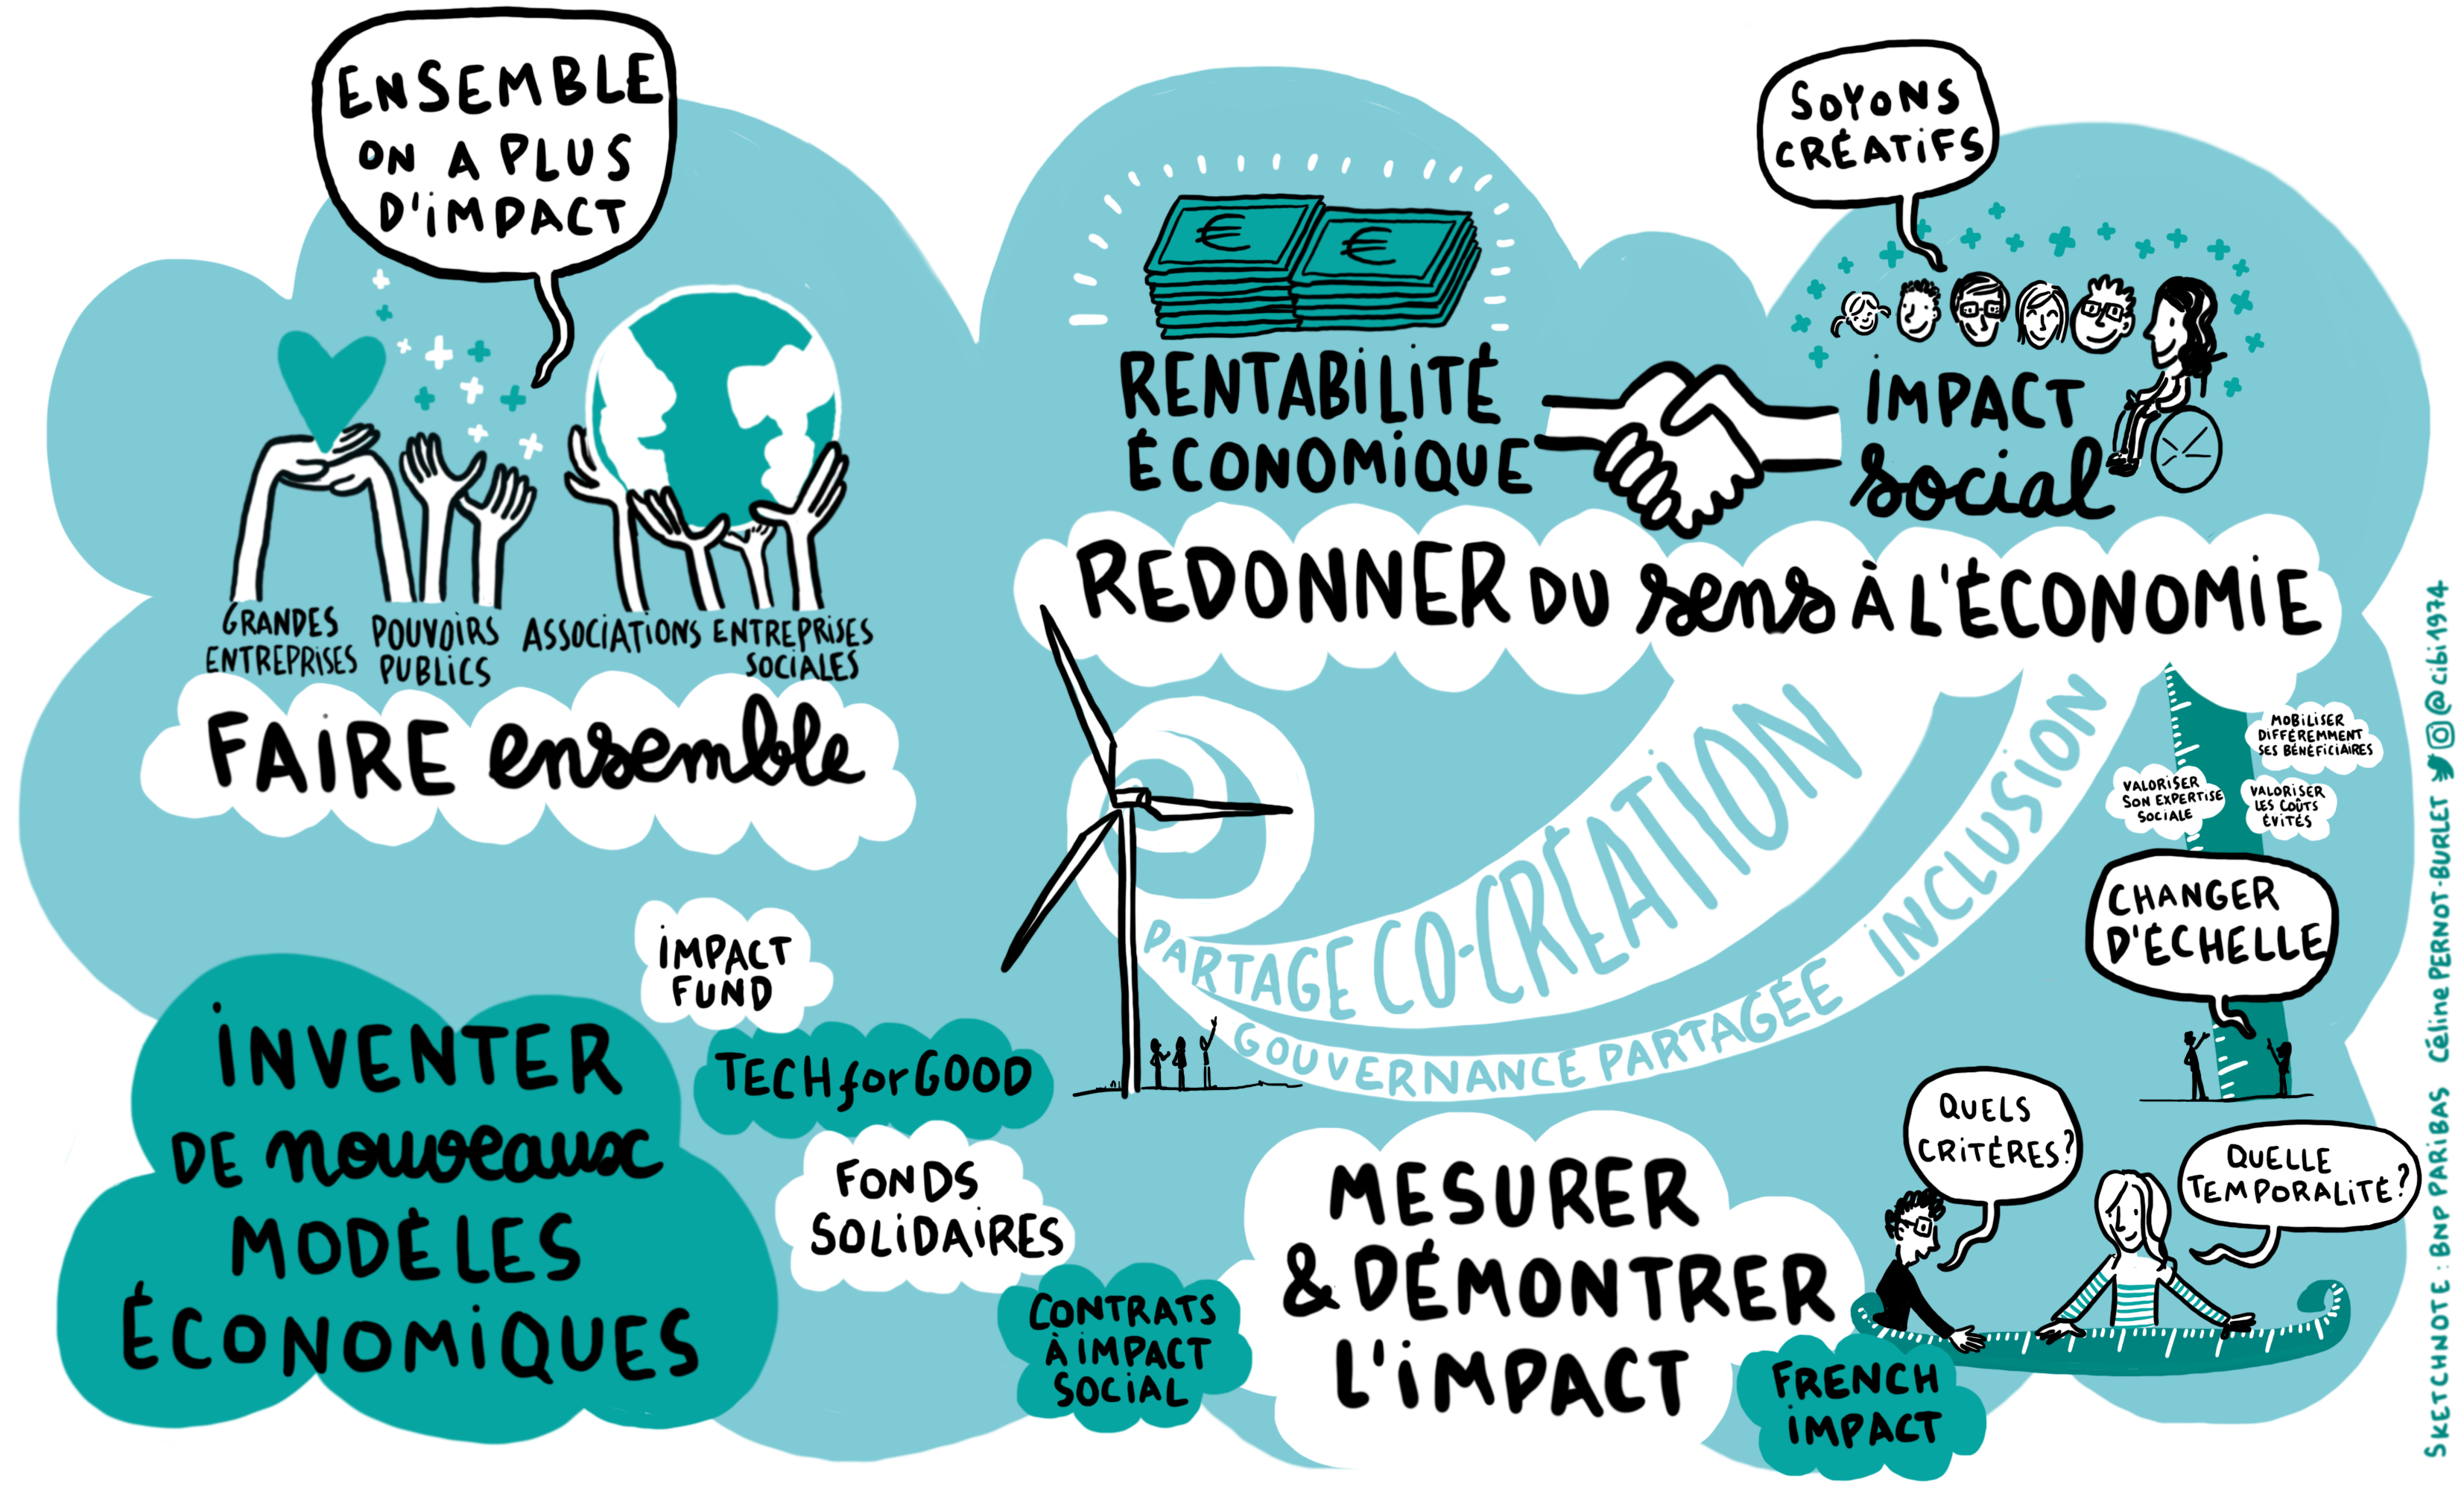 ENSEMBLE
ON A PLUS
D'IMPACT
GRANDES
ENTREPRISES
POUVOIRS
PUBLICS
ASSOCIATIONS
ENTREPRISES
SOCIALES
FAIRE ensemble
SOYONS
CRÉATIFS
€ €
RENTABILITÉ
ÉCONOMIQUE
IMPACT
social
REDONNER DU sens À L'ÉCONOMIE
PARTAGE CO-CRÉATION
GOUVERNANCE PARTAGÉE INCLUSION
MOBILISER
DIFFÉREMMENT
SES BÉNÉFICIAIRES
VALORISER
SON EXPERTISE
SOCIALE
VALORISER
LES COÛTS
ÉVITÉS
CHANGER
D'ÉCHELLE
INVENTER
DE nouveaux
MODÈLES
ÉCONOMIQUES
IMPACT
FUND
TECH for GOOD
FONDS
SOLIDAIRES
CONTRATS
À IMPACT
SOCIAL
MESURER
& DÉMONTRER
L'IMPACT
QUELS
CRITÈRES?
QUELLE
TEMPORALITÉ?
FRENCH
IMPACT
SKETCHNOTE: BNP PARIBAS Céline PERNOT-BURLET @cibi1974